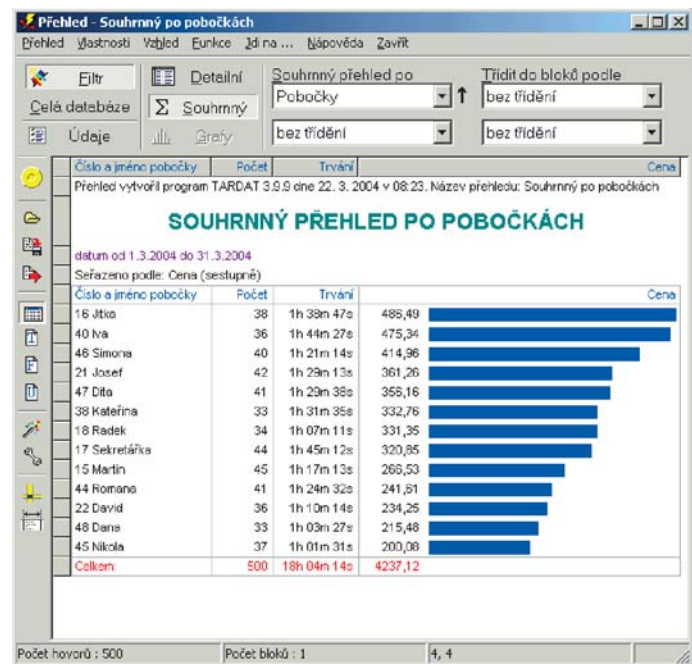 Přehled - Souhrnný po pobočkách
Přehled Vlastnosti Vzhled Funkce Jdi na ... Nápověda Zavřít
Filtr Detailní Souhrnný přehled po Třídit do bloků podle
Celá databáze Souhrnný Pobočky bez třídění
Údaje Grafy bez třídění bez třídění
Číslo a jméno pobočky Počet Trvání Cena
Přehled vytvořil program TARDAT 3.9.9 dne 22. 3. 2004 v 08:23. Název přehledu: Souhrnný po pobočkách
SOUHRNNÝ PŘEHLED PO POBOČKÁCH
datum od 1.3.2004 do 31.3.2004
Seřazeno podle: Cena (sestupně)
Číslo a jméno pobočky Počet Trvání Cena
16 Jitka 38 1h 38m 47s 486,49
40 Iva 36 1h 44m 27s 475,34
46 Simona 40 1h 21m 14s 414,96
21 Josef 42 1h 29m 13s 361,26
47 Dita 41 1h 29m 38s 356,16
38 Kateřina 33 1h 31m 35s 332,76
18 Radek 34 1h 07m 11s 331,35
17 Sekretářka 44 1h 45m 12s 320,85
15 Martin 45 1h 17m 13s 266,53
44 Romana 41 1h 24m 32s 241,61
22 David 36 1h 10m 14s 234,25
48 Dana 33 1h 03m 27s 215,48
45 Nikola 37 1h 01m 31s 200,08
Celkem: 500 18h 04m 14s 4237,12
Počet hovorů : 500 Počet bloků : 1 4, 4